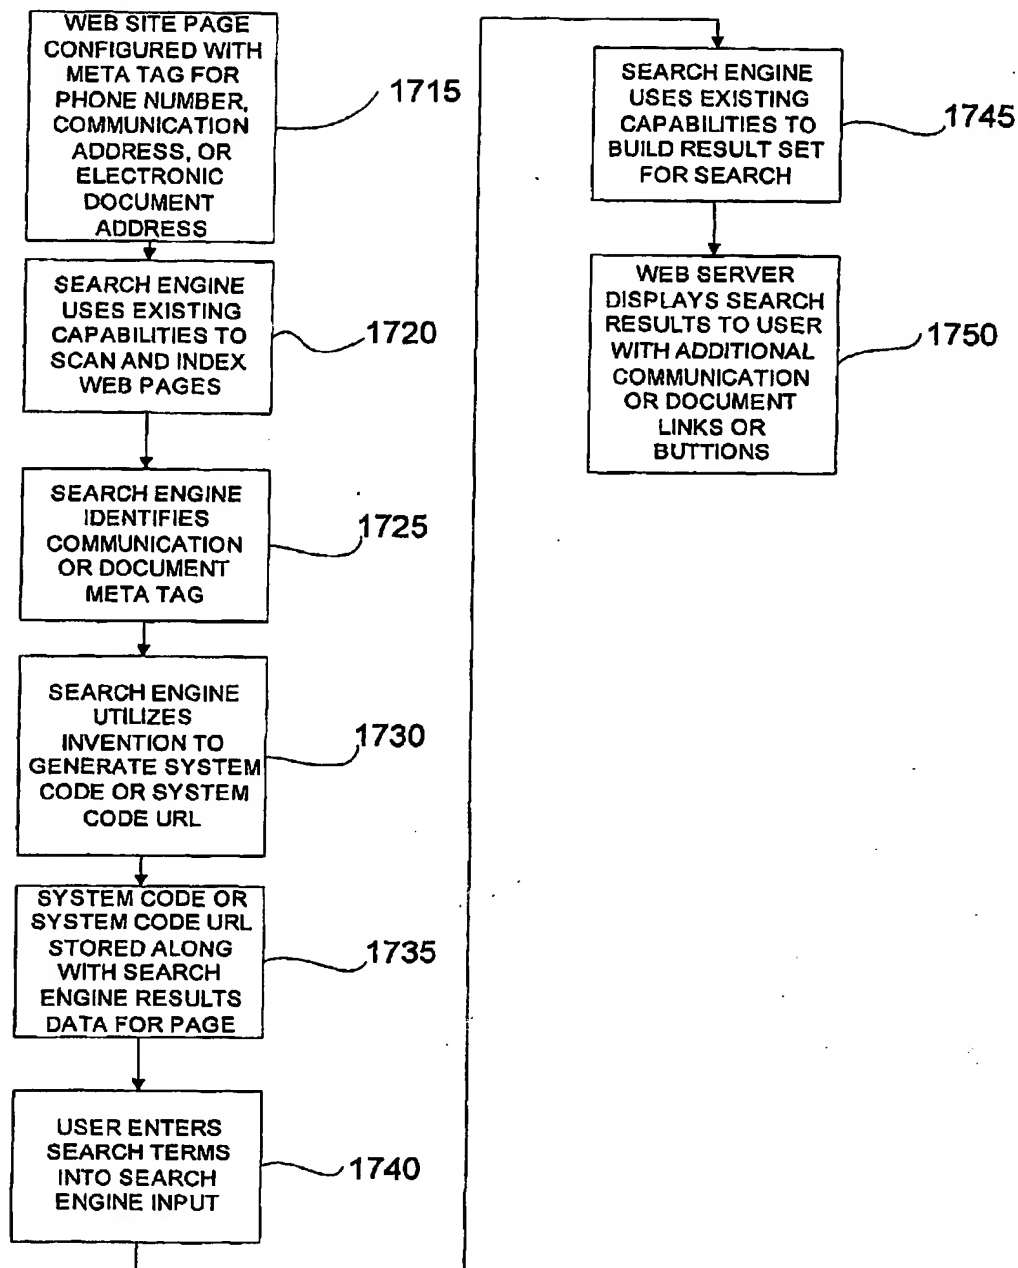 WEB SITE PAGE
CONFIGURED WITH
META TAG FOR
PHONE NUMBER,
COMMUNICATION
ADDRESS, OR
ELECTRONIC
DOCUMENT
ADDRESS
1715
SEARCH ENGINE
USES EXISTING
CAPABILITIES TO
SCAN AND INDEX
WEB PAGES
1720
SEARCH ENGINE
IDENTIFIES
COMMUNICATION
OR DOCUMENT
META TAG
1725
SEARCH ENGINE
UTILIZES
INVENTION TO
GENERATE SYSTEM
CODE OR SYSTEM
CODE URL
1730
SYSTEM CODE OR
SYSTEM CODE URL
STORED ALONG
WITH SEARCH
ENGINE RESULTS
DATA FOR PAGE
1735
USER ENTERS
SEARCH TERMS
INTO SEARCH
ENGINE INPUT
1740
SEARCH ENGINE
USES EXISTING
CAPABILITIES TO
BUILD RESULT SET
FOR SEARCH
1745
WEB SERVER
DISPLAYS SEARCH
RESULTS TO USER
WITH ADDITIONAL
COMMUNICATION
OR DOCUMENT
LINKS OR
BUTTIONS
1750